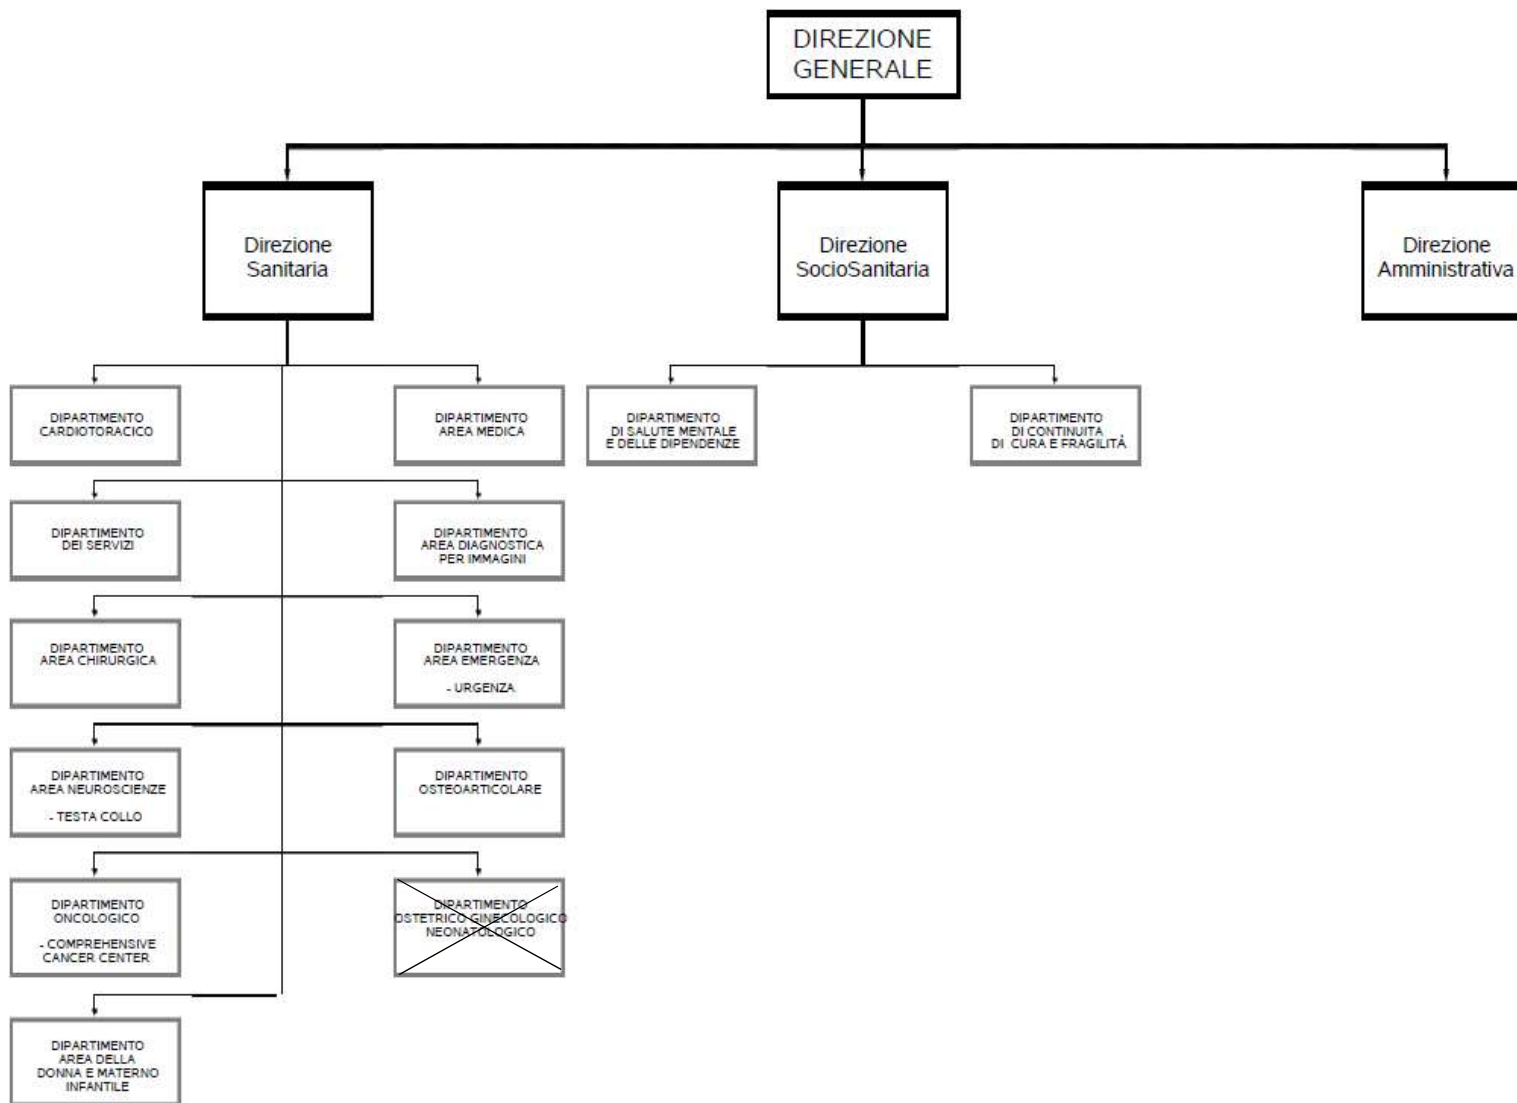 DIREZIONE
GENERALE
Direzione
Sanitaria
Direzione
SocioSanitaria
Direzione
Amministrativa
DIPARTIMENTO
CARDIOTORACICO
DIPARTIMENTO
AREA MEDICA
DIPARTIMENTO
DI SALUTE MENTALE
E DELLE DIPENDENZE
DIPARTIMENTO
DI CONTINUITA
DI CURA E FRAGILITÀ
DIPARTIMENTO
DEI SERVIZI
DIPARTIMENTO
AREA DIAGNOSTICA
PER IMMAGINI
DIPARTIMENTO
AREA CHIRURGICA
DIPARTIMENTO
AREA EMERGENZA
- URGENZA
DIPARTIMENTO
AREA NEUROSCIENZE
- TESTA COLLO
DIPARTIMENTO
OSTEOARTICOLARE
DIPARTIMENTO
ONCOLOGICO
- COMPREHENSIVE
CANCER CENTER
DIPARTIMENTO
OSTETRICO GINECOLOGICO
NEONATOLOGICO
DIPARTIMENTO
AREA DELLA
DONNA E MATERNO
INFANTILE